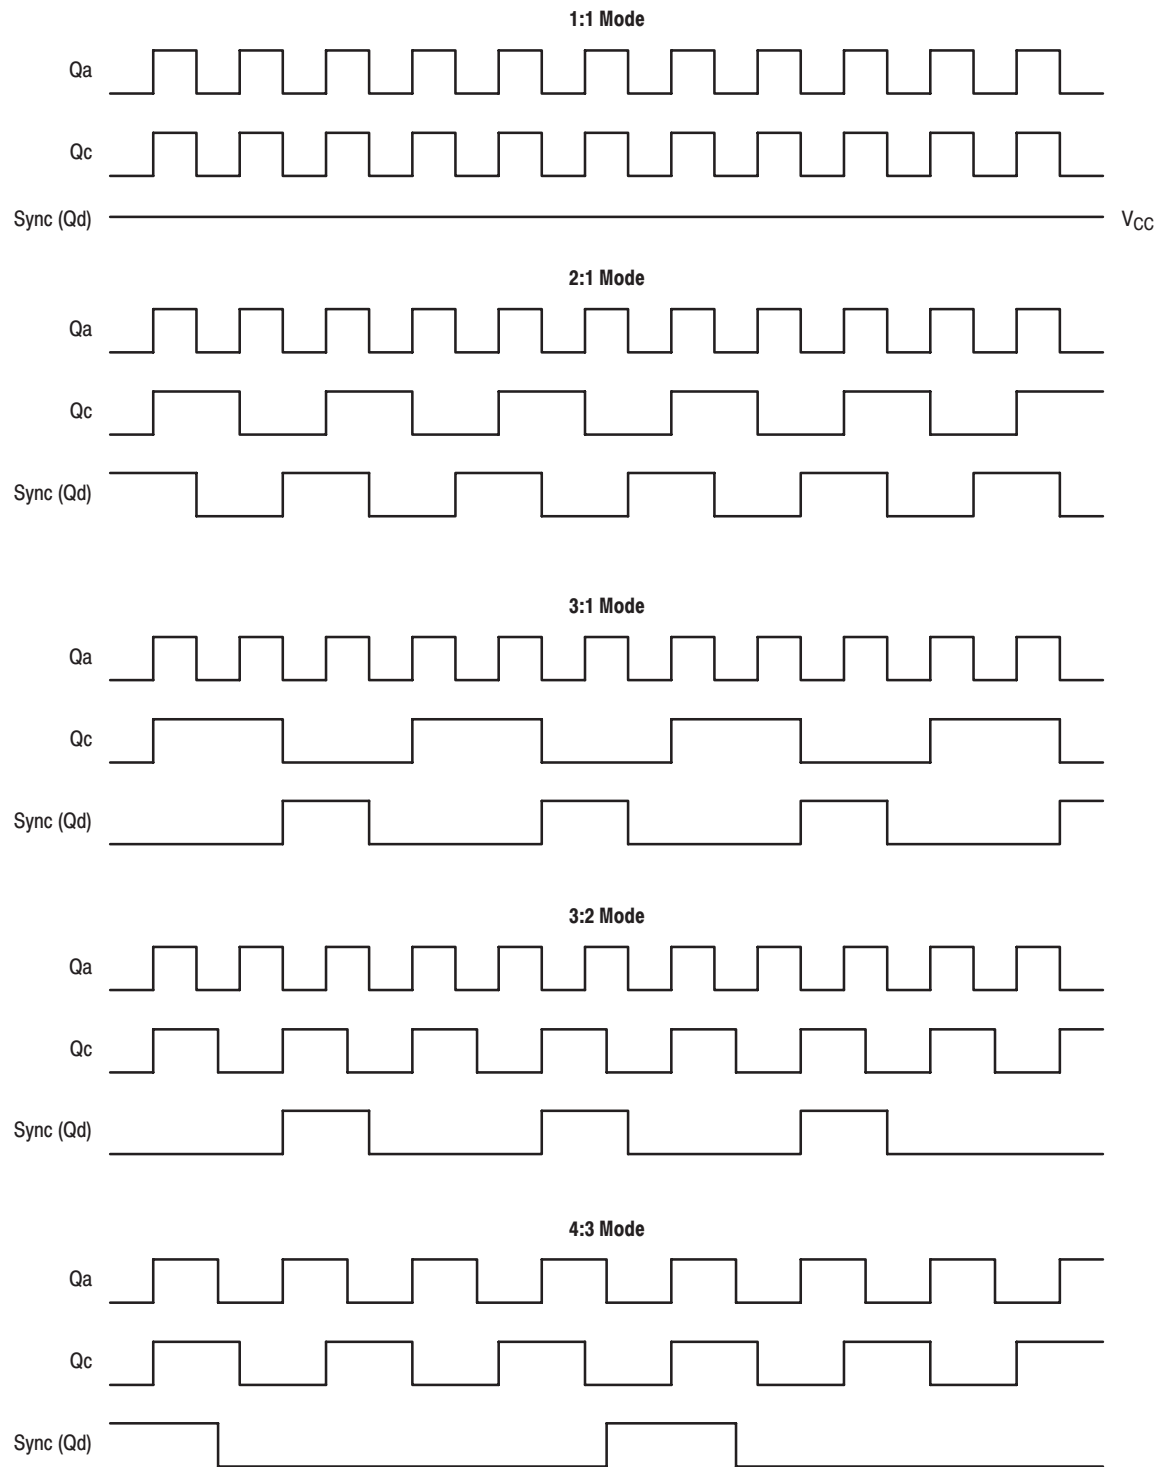 1:1 Mode
Qa
Qc
Sync (Qd)
VCC
2:1 Mode
Qa
Qc
Sync (Qd)
3:1 Mode
Qa
Qc
Sync (Qd)
3:2 Mode
Qa
Qc
Sync (Qd)
4:3 Mode
Qa
Qc
Sync (Qd)